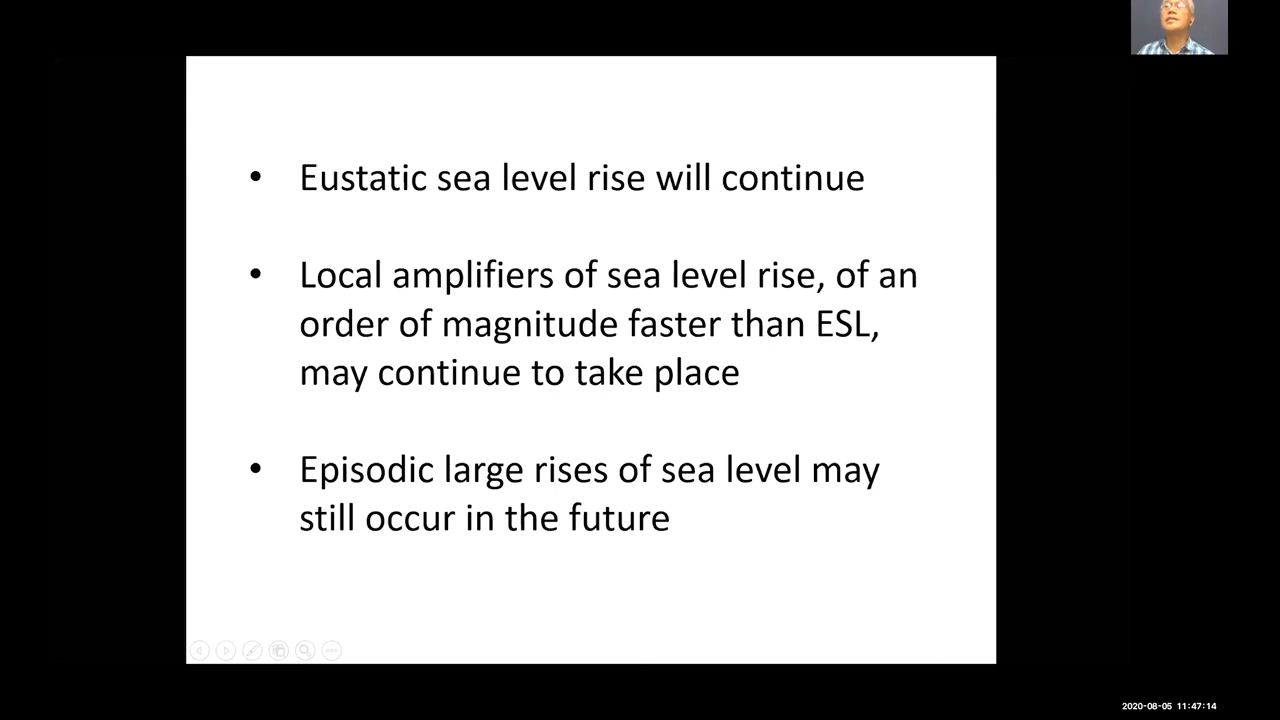 • Eustatic sea level rise will continue
• Local amplifiers of sea level rise, of an
order of magnitude faster than ESL,
may continue to take place
• Episodic large rises of sea level may
still occur in the future
2020-08-05 11:47:14